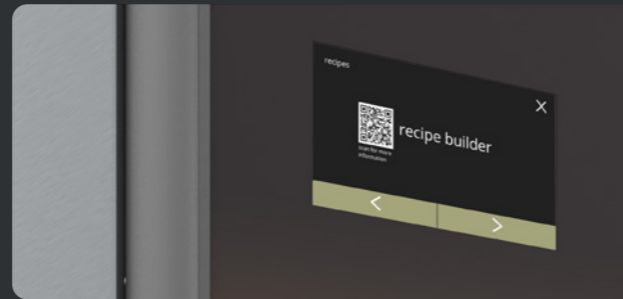 recipes
X
recipe builder
scan for more
information
<
>